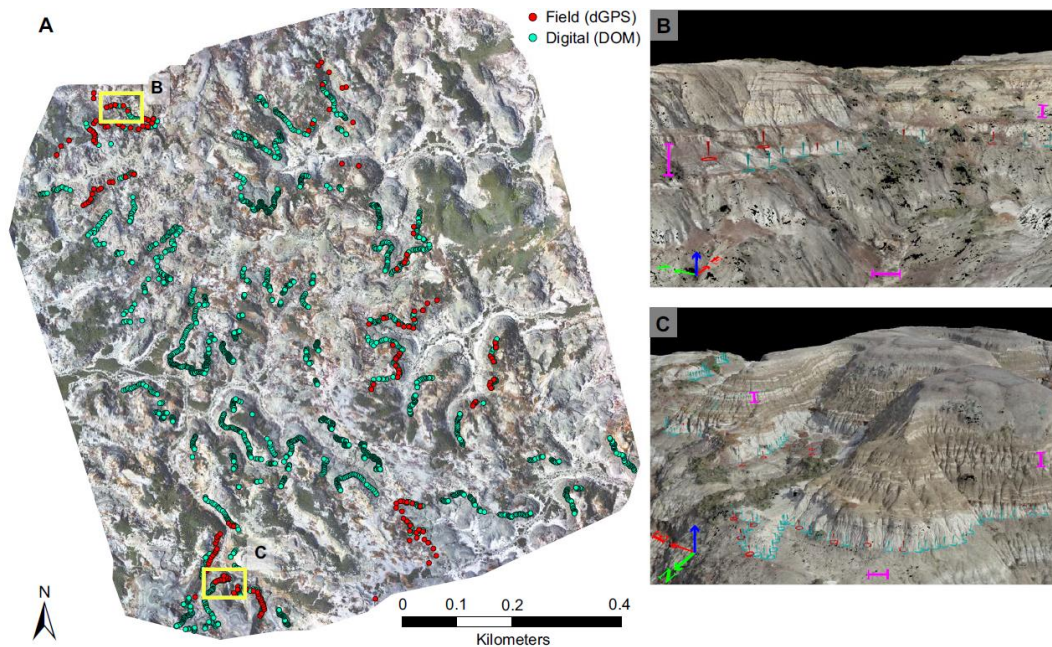 A
Field (dGPS)
Digital (DOM)
B
C
N
0 0.1 0.2 0.4
Kilometers
B
C